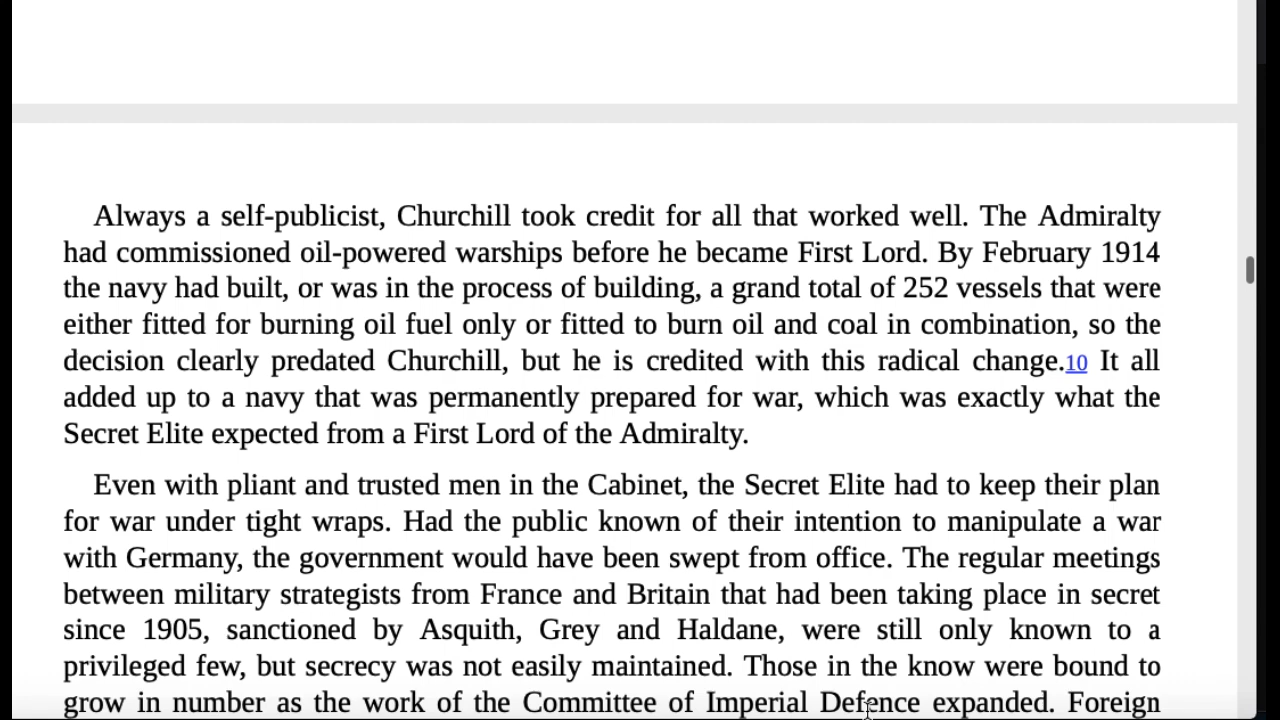 Always a self-publicist, Churchill took credit for all that worked well. The Admiralty
had commissioned oil-powered warships before he became First Lord. By February 1914
the navy had built, or was in the process of building, a grand total of 252 vessels that were
either fitted for burning oil fuel only or fitted to burn oil and coal in combination, so the
decision clearly predated Churchill, but he is credited with this radical change.10 It all
added up to a navy that was permanently prepared for war, which was exactly what the
Secret Elite expected from a First Lord of the Admiralty.
Even with pliant and trusted men in the Cabinet, the Secret Elite had to keep their plan
for war under tight wraps. Had the public known of their intention to manipulate a war
with Germany, the government would have been swept from office. The regular meetings
between military strategists from France and Britain that had been taking place in secret
since 1905, sanctioned by Asquith, Grey and Haldane, were still only known to a
privileged few, but secrecy was not easily maintained. Those in the know were bound to
grow in number as the work of the Committee of Imperial Defence expanded. Foreign